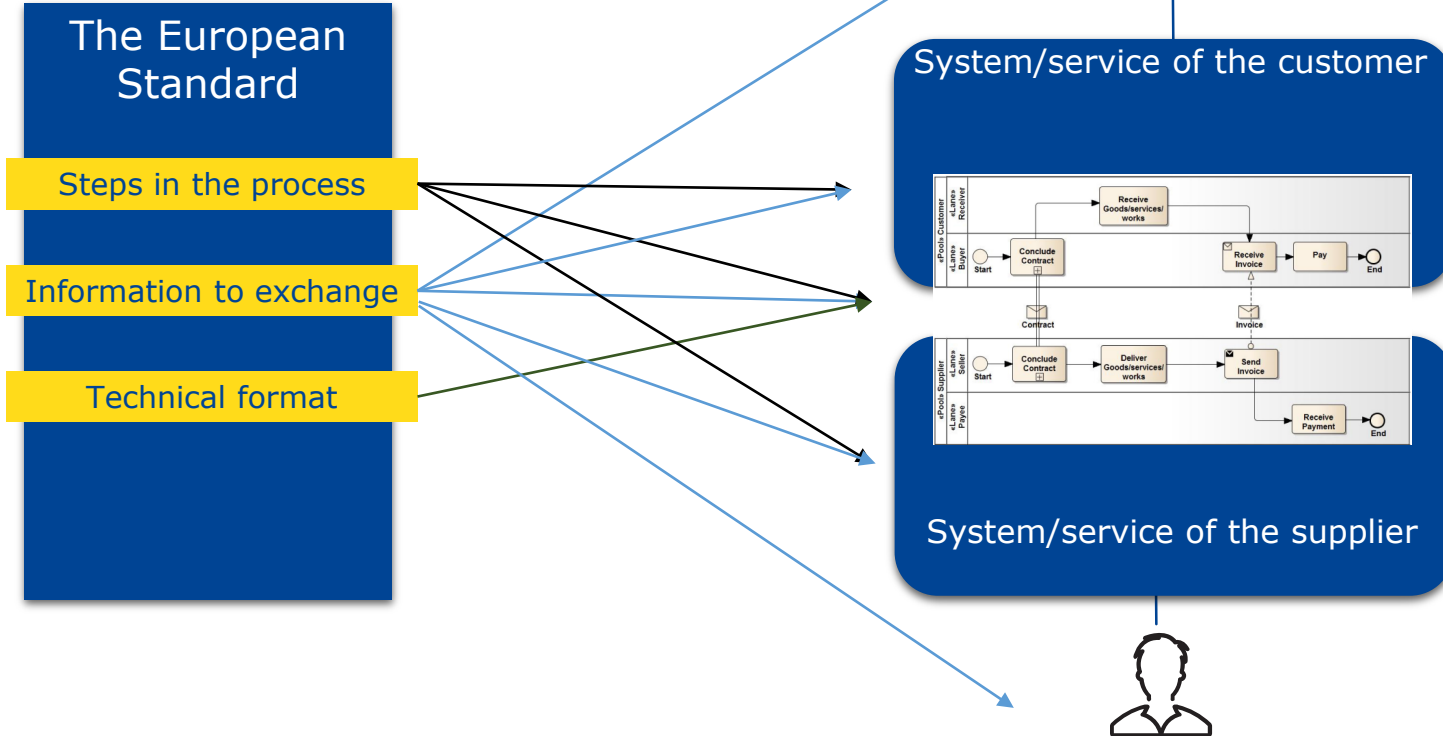 The European
Standard
Steps in the process
Information to exchange
Technical format
System/service of the customer
«Pool» Customer
«Lane»
Receiver
Receive
Goods/services/
works
«Lane»
Buyer
Start
Conclude
Contract
Receive
Invoice
Pay
End
Contract
Invoice
«Pool» Supplier
«Lane»
Seller
Start
Conclude
Contract
Deliver
Goods/services/
works
Send
Invoice
«Lane»
Payee
Receive
Payment
End
System/service of the supplier